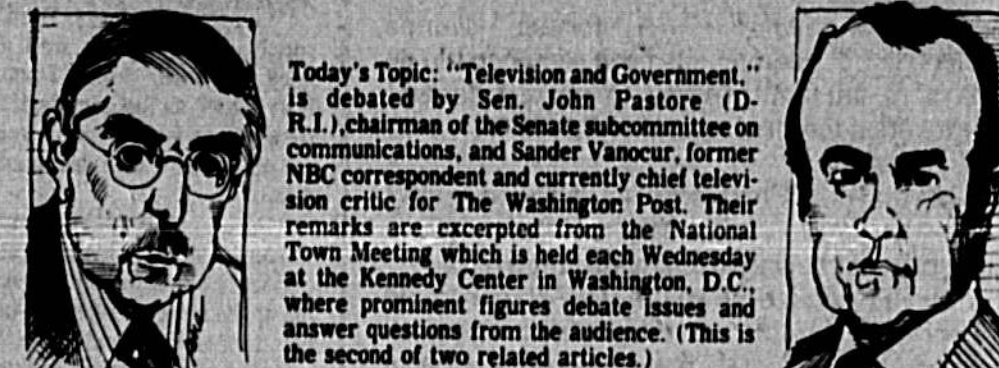 Today's Topic: "Television and Government."
is debated by Sen. John Pastore (D-
R.I.),chairman of the Senate subcommittee on
communications, and Sander Vanocur, former
NBC correspondent and currently chief televi-
sion critic for The Washington Post. Their
remarks are excerpted from the National
Town Meeting which is held each Wednesday
at the Kennedy Center in Washington, D.C.,
where prominent figures debate issues and
answer questions from the audience. (This is
the second of two related articles.)